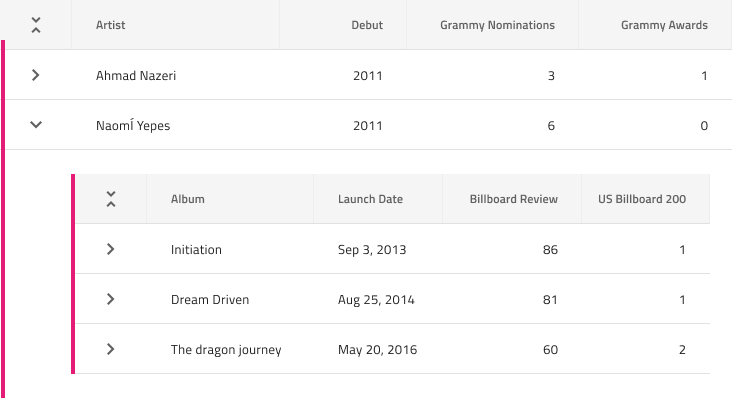 Artist Debut Grammy Nominations Grammy Awards
Ahmad Nazeri 2011 3 1
NaomÍ Yepes 2011 6 0
Album Launch Date Billboard Review US Billboard 200
Initiation Sep 3, 2013 86 1
Dream Driven Aug 25, 2014 81 1
The dragon journey May 20, 2016 60 2